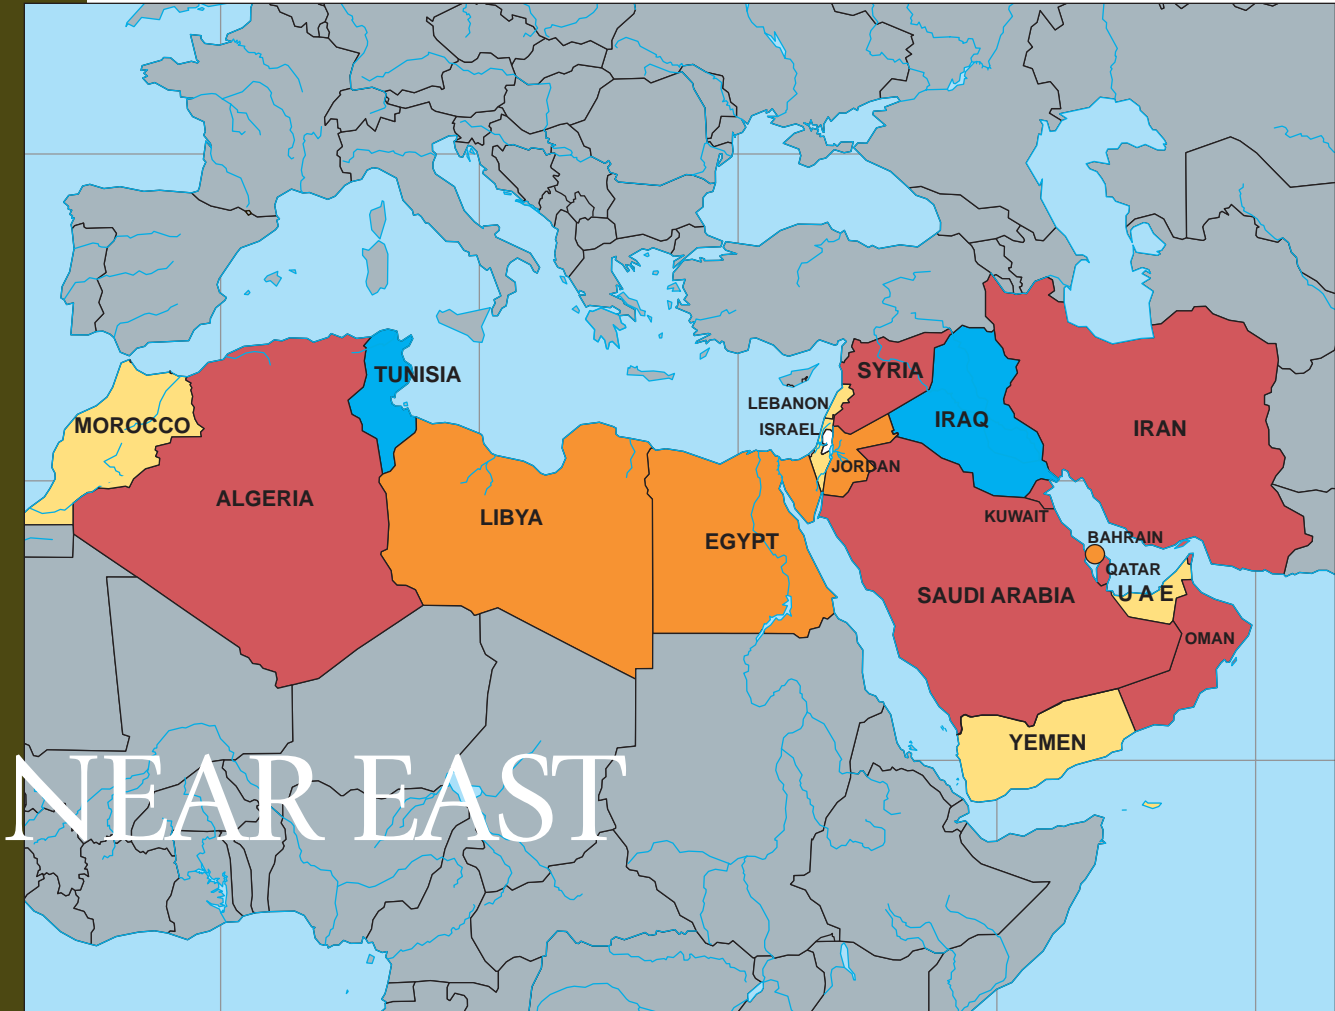 TUNISIA
SYRIA
LEBANON
MOROCCO
ISRAEL
IRAQ
IRAN
JORDAN
ALGERIA
LIBYA
KUWAIT
EGYPT
BAHRAIN
QATAR
SAUDI ARABIA
U A E
OMAN
YEMEN
NEAR EAST